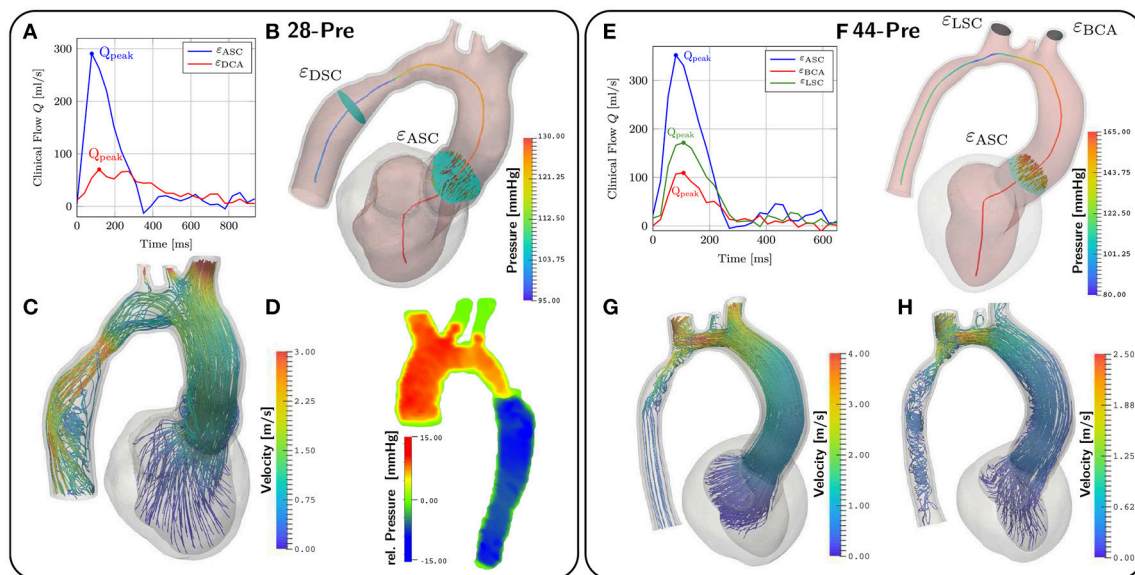 A
Clinical Flow Q [ml/s]
300
200
100
0
0
200
400
600
800
Time [ms]
Qpeak
Qpeak
εASC
εDCA
B 28-Pre
εDSC
εASC
Pressure [mmHg]
130.00
121.25
112.50
103.75
95.00
C
Velocity [m/s]
3.00
2.25
1.50
0.75
0.00
D
rel. Pressure [mmHg]
15.00
0.00
-15.00
E
Clinical Flow Q [ml/s]
300
200
100
0
0
200
400
600
Time [ms]
Qpeak
Qpeak
Qpeak
εASC
εBCA
εLSC
F 44-Pre
εLSC
εBCA
εASC
Pressure [mmHg]
165.00
143.75
122.50
101.25
80.00
G
Velocity [m/s]
4.00
3.00
2.00
1.00
0.00
H
Velocity [m/s]
2.50
1.88
1.25
0.62
0.00